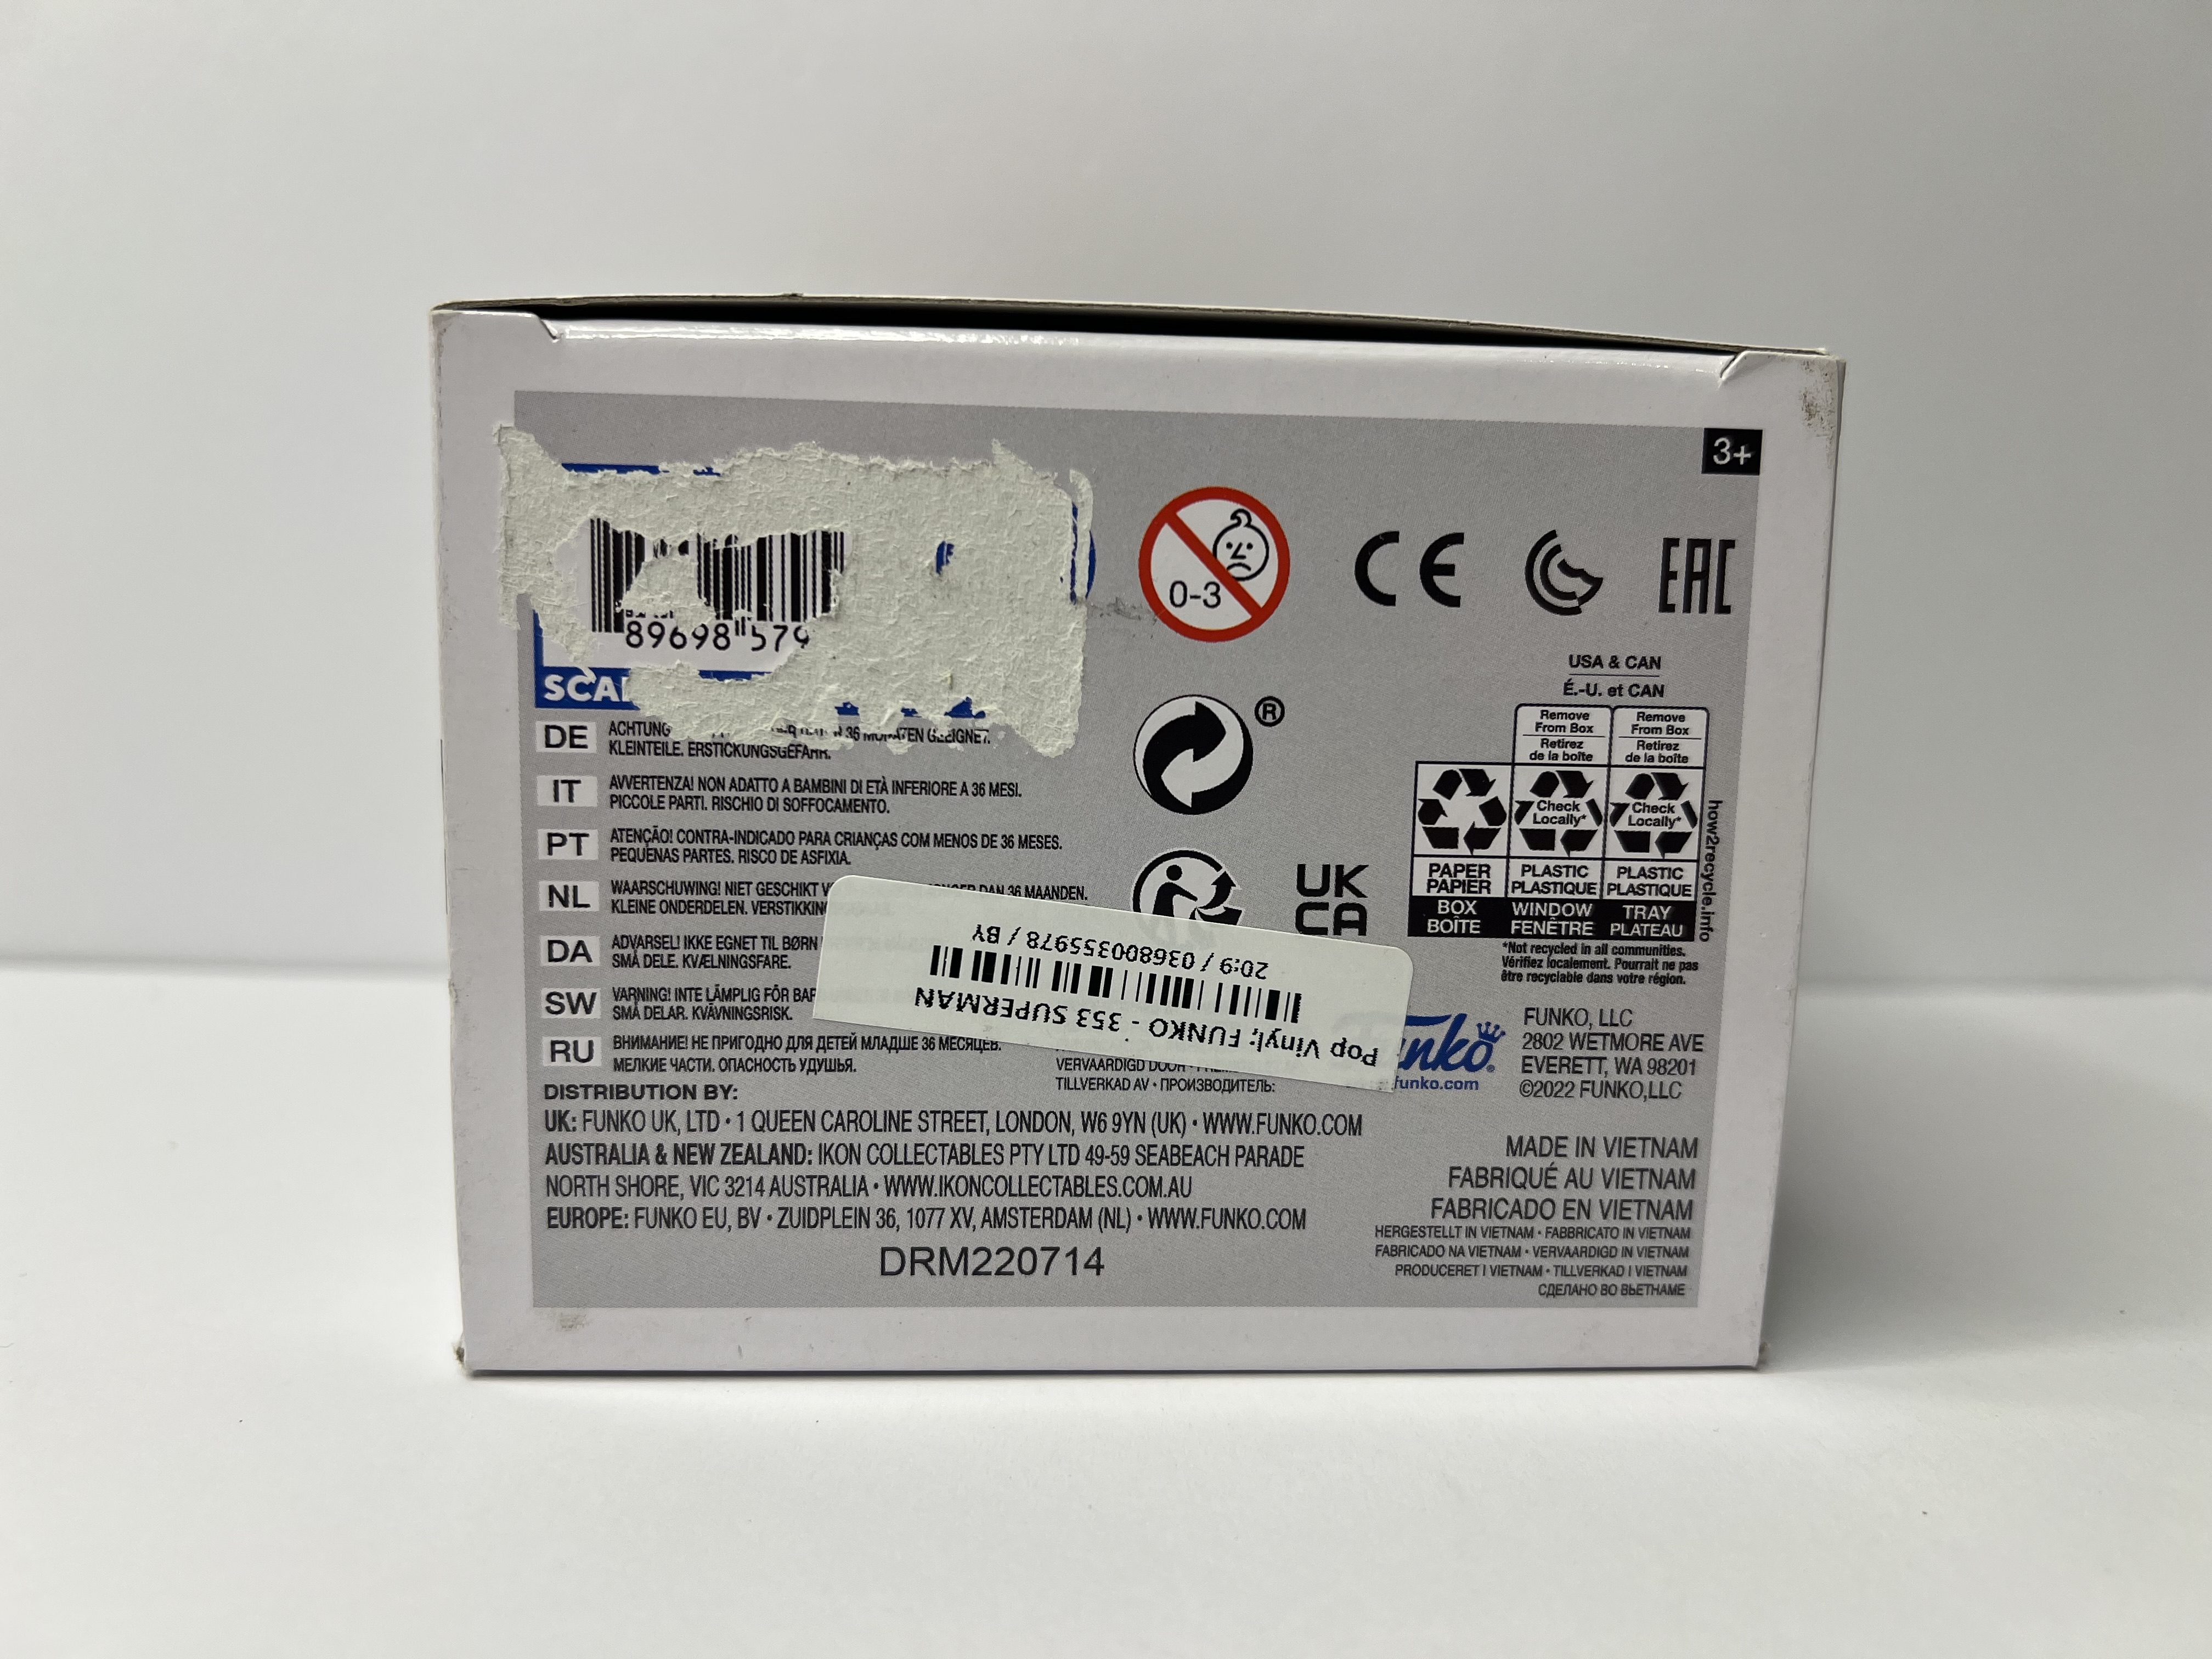 3+
89698 579
0-3
CE
EAC
SCA
USA & CAN
É.-U. et CAN
®
Remove
From Box
Retirez
de la boîte
Remove
From Box
Retirez
de la boîte
Check
Locally*
Check
Locally*
PAPER
PAPIER
PLASTIC
PLASTIQUE
PLASTIC
PLASTIQUE
BOX
BOÎTE
WINDOW
FENÊTRE
TRAY
PLATEAU
how2recycle.info
*Not recycled in all communities.
Vérifiez localement. Pourrait ne pas
être recyclable dans votre région.
UK
CA
DE ACHTUNG 36 MONATEN GEEIGNET.
KLEINTEILE. ERSTICKUNGSGEFAHR.
IT AVVERTENZA! NON ADATTO A BAMBINI DI ETÀ INFERIORE A 36 MESI.
PICCOLE PARTI. RISCHIO DI SOFFOCAMENTO.
PT ATENÇÃO! CONTRA-INDICADO PARA CRIANÇAS COM MENOS DE 36 MESES.
PEQUENAS PARTES. RISCO DE ASFIXIA.
NL WAARSCHUWING! NIET GESCHIKT DAN 36 MAANDEN.
KLEINE ONDERDELEN. VERSTIKKIN
DA ADVARSEL! IKKE EGNET TIL BØRN
SMÅ DELE. KVÆLNINGSFARE.
SW VARNING! INTE LÄMPLIG FÖR BAR
SMÅ DELAR. KVÄVNINGSRISK.
RU ВНИМАНИЕ! НЕ ПРИГОДНО ДЛЯ ДЕТЕЙ МЛАДШЕ 36 МЕСЯЦЕВ.
МЕЛКИЕ ЧАСТИ. ОПАСНОСТЬ УДУШЬЯ.
Pop Vinyl: FUNKO - 353 SUPERMAN
20:9 / 036800355978 / BY
VERVAARDIGD DOOR
TILLVERKAD AV • ПРОИЗВОДИТЕЛЬ:
nko
funko.com
FUNKO, LLC
2802 WETMORE AVE
EVERETT, WA 98201
©2022 FUNKO,LLC
DISTRIBUTION BY:
UK: FUNKO UK, LTD • 1 QUEEN CAROLINE STREET, LONDON, W6 9YN (UK) • WWW.FUNKO.COM
AUSTRALIA & NEW ZEALAND: IKON COLLECTABLES PTY LTD 49-59 SEABEACH PARADE
NORTH SHORE, VIC 3214 AUSTRALIA • WWW.IKONCOLLECTABLES.COM.AU
EUROPE: FUNKO EU, BV • ZUIDPLEIN 36, 1077 XV, AMSTERDAM (NL) • WWW.FUNKO.COM
DRM220714
MADE IN VIETNAM
FABRIQUÉ AU VIETNAM
FABRICADO EN VIETNAM
HERGESTELLT IN VIETNAM • FABBRICATO IN VIETNAM
FABRICADO NA VIETNAM • VERVAARDIGD IN VIETNAM
PRODUCERET I VIETNAM • TILLVERKAD I VIETNAM
СДЕЛАНО ВО ВЬЕТНАМЕ